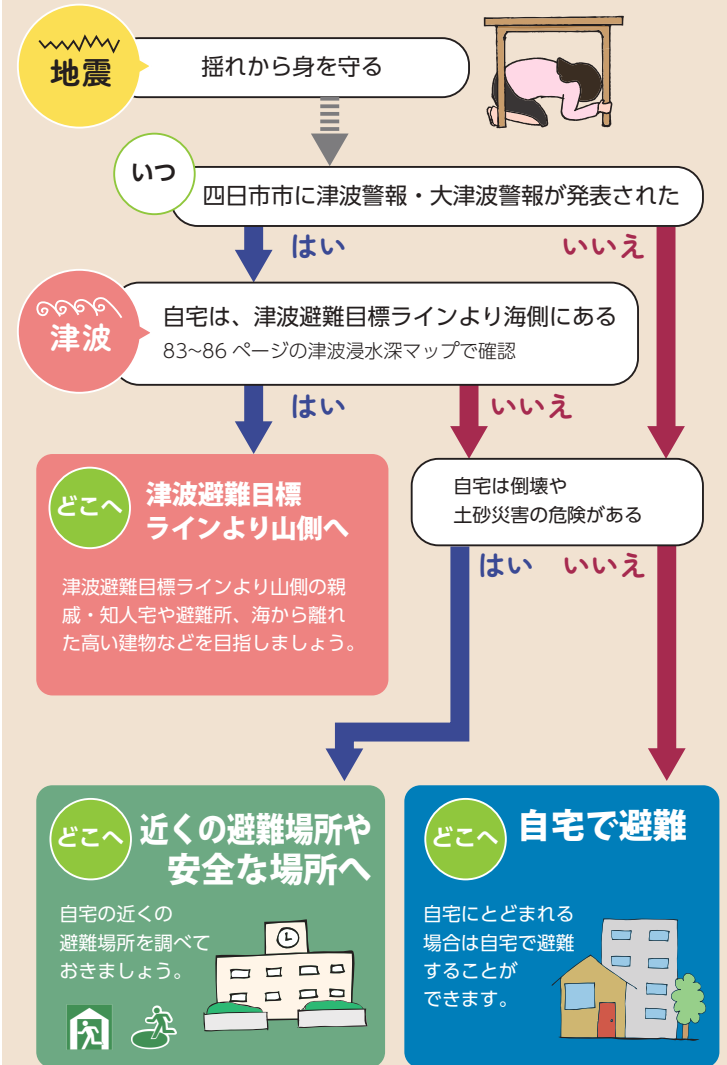 地震
揺れから身を守る
いつ
四日市市に津波警報・大津波警報が発表された
はい
いいえ
津波
自宅は、津波避難目標ラインより海側にある
83~86 ページの津波浸水深マップで確認
はい
いいえ
どこへ
津波避難目標
ラインより山側へ
津波避難目標ラインより山側の親
戚・知人宅や避難所、海から離れ
た高い建物などを目指しましょう。
自宅は倒壊や
土砂災害の危険がある
はい
いいえ
どこへ
近くの避難場所や
安全な場所へ
自宅の近くの
避難場所を調べて
おきましょう。
どこへ
自宅で避難
自宅にとどまれる
場合は自宅で避難
することが
できます。